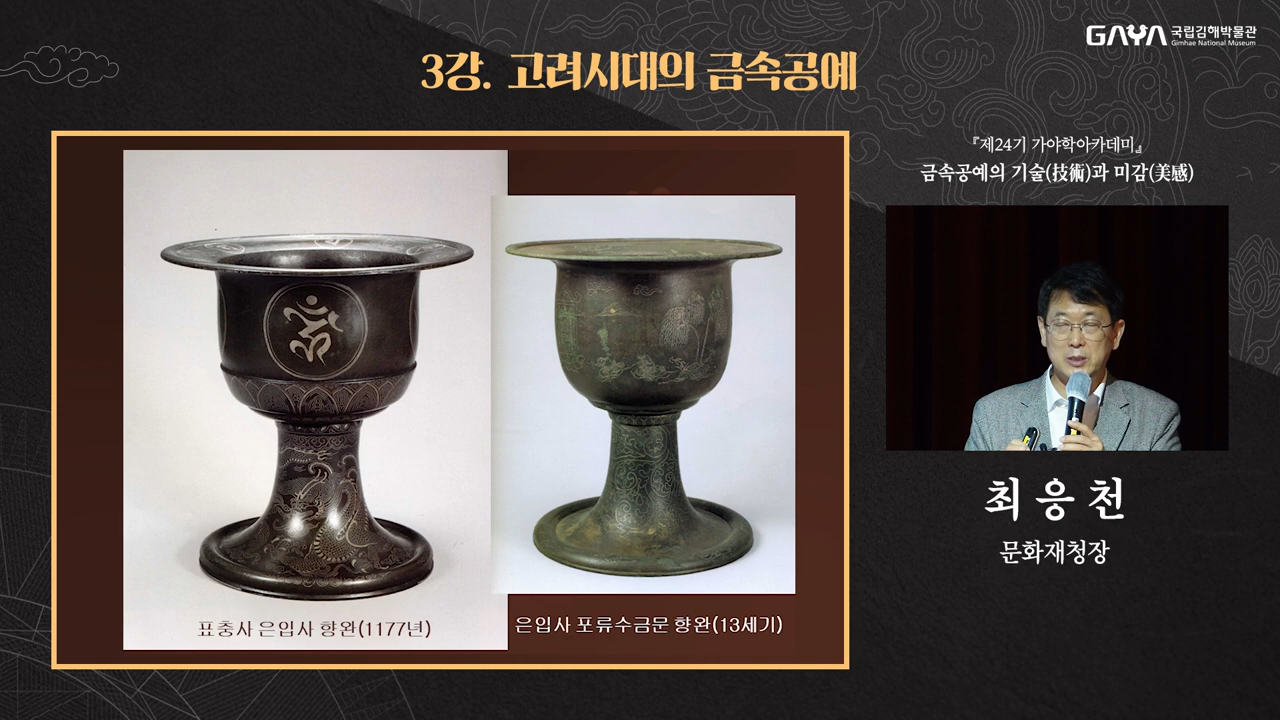 GAYA 국립김해박물관
Gimhae National Museum
3강. 고려시대의 금속공예
『제24기 가야학아카데미』
금속공예의 기술(技術)과 미감(美感)
최응천
문화재청장
표충사 은입사 향완(1177년)
은입사 포류수금문 향완(13세기)